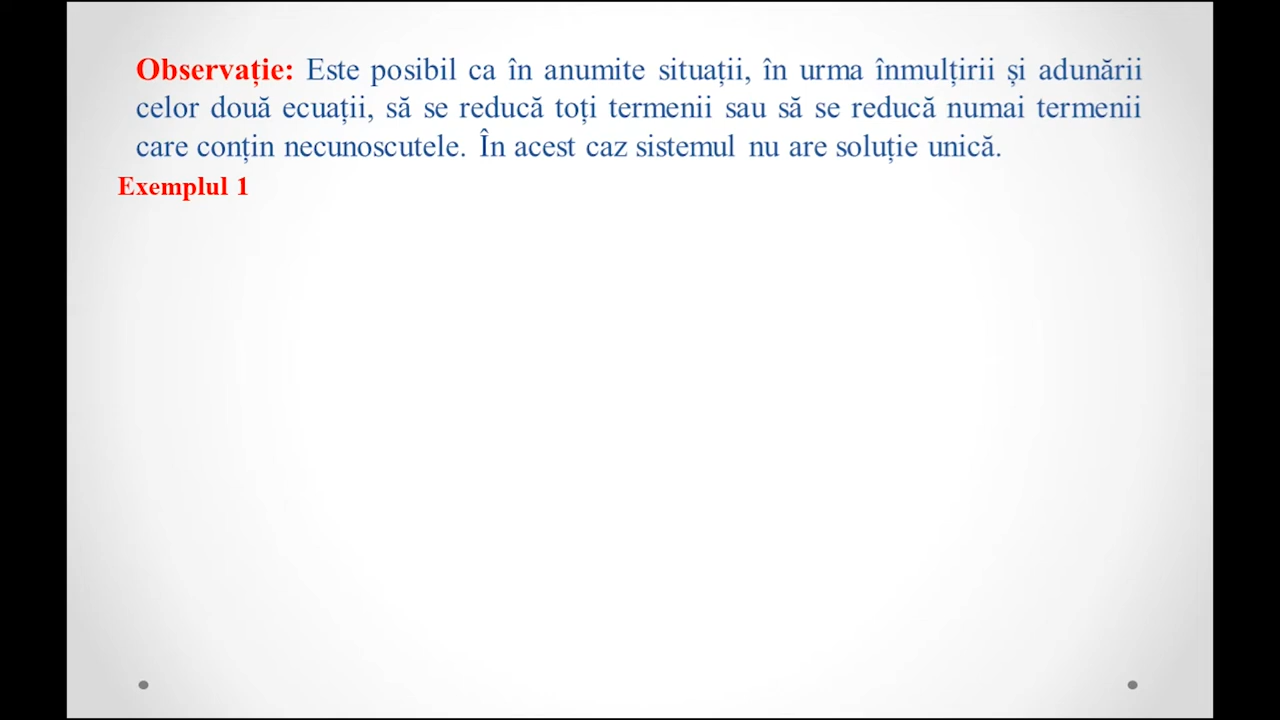 Observație: Este posibil ca în anumite situații, în urma înmulțirii și adunării
celor două ecuații, să se reducă toți termenii sau să se reducă numai termenii
care conțin necunoscutele. În acest caz sistemul nu are soluție unică.
Exemplul 1